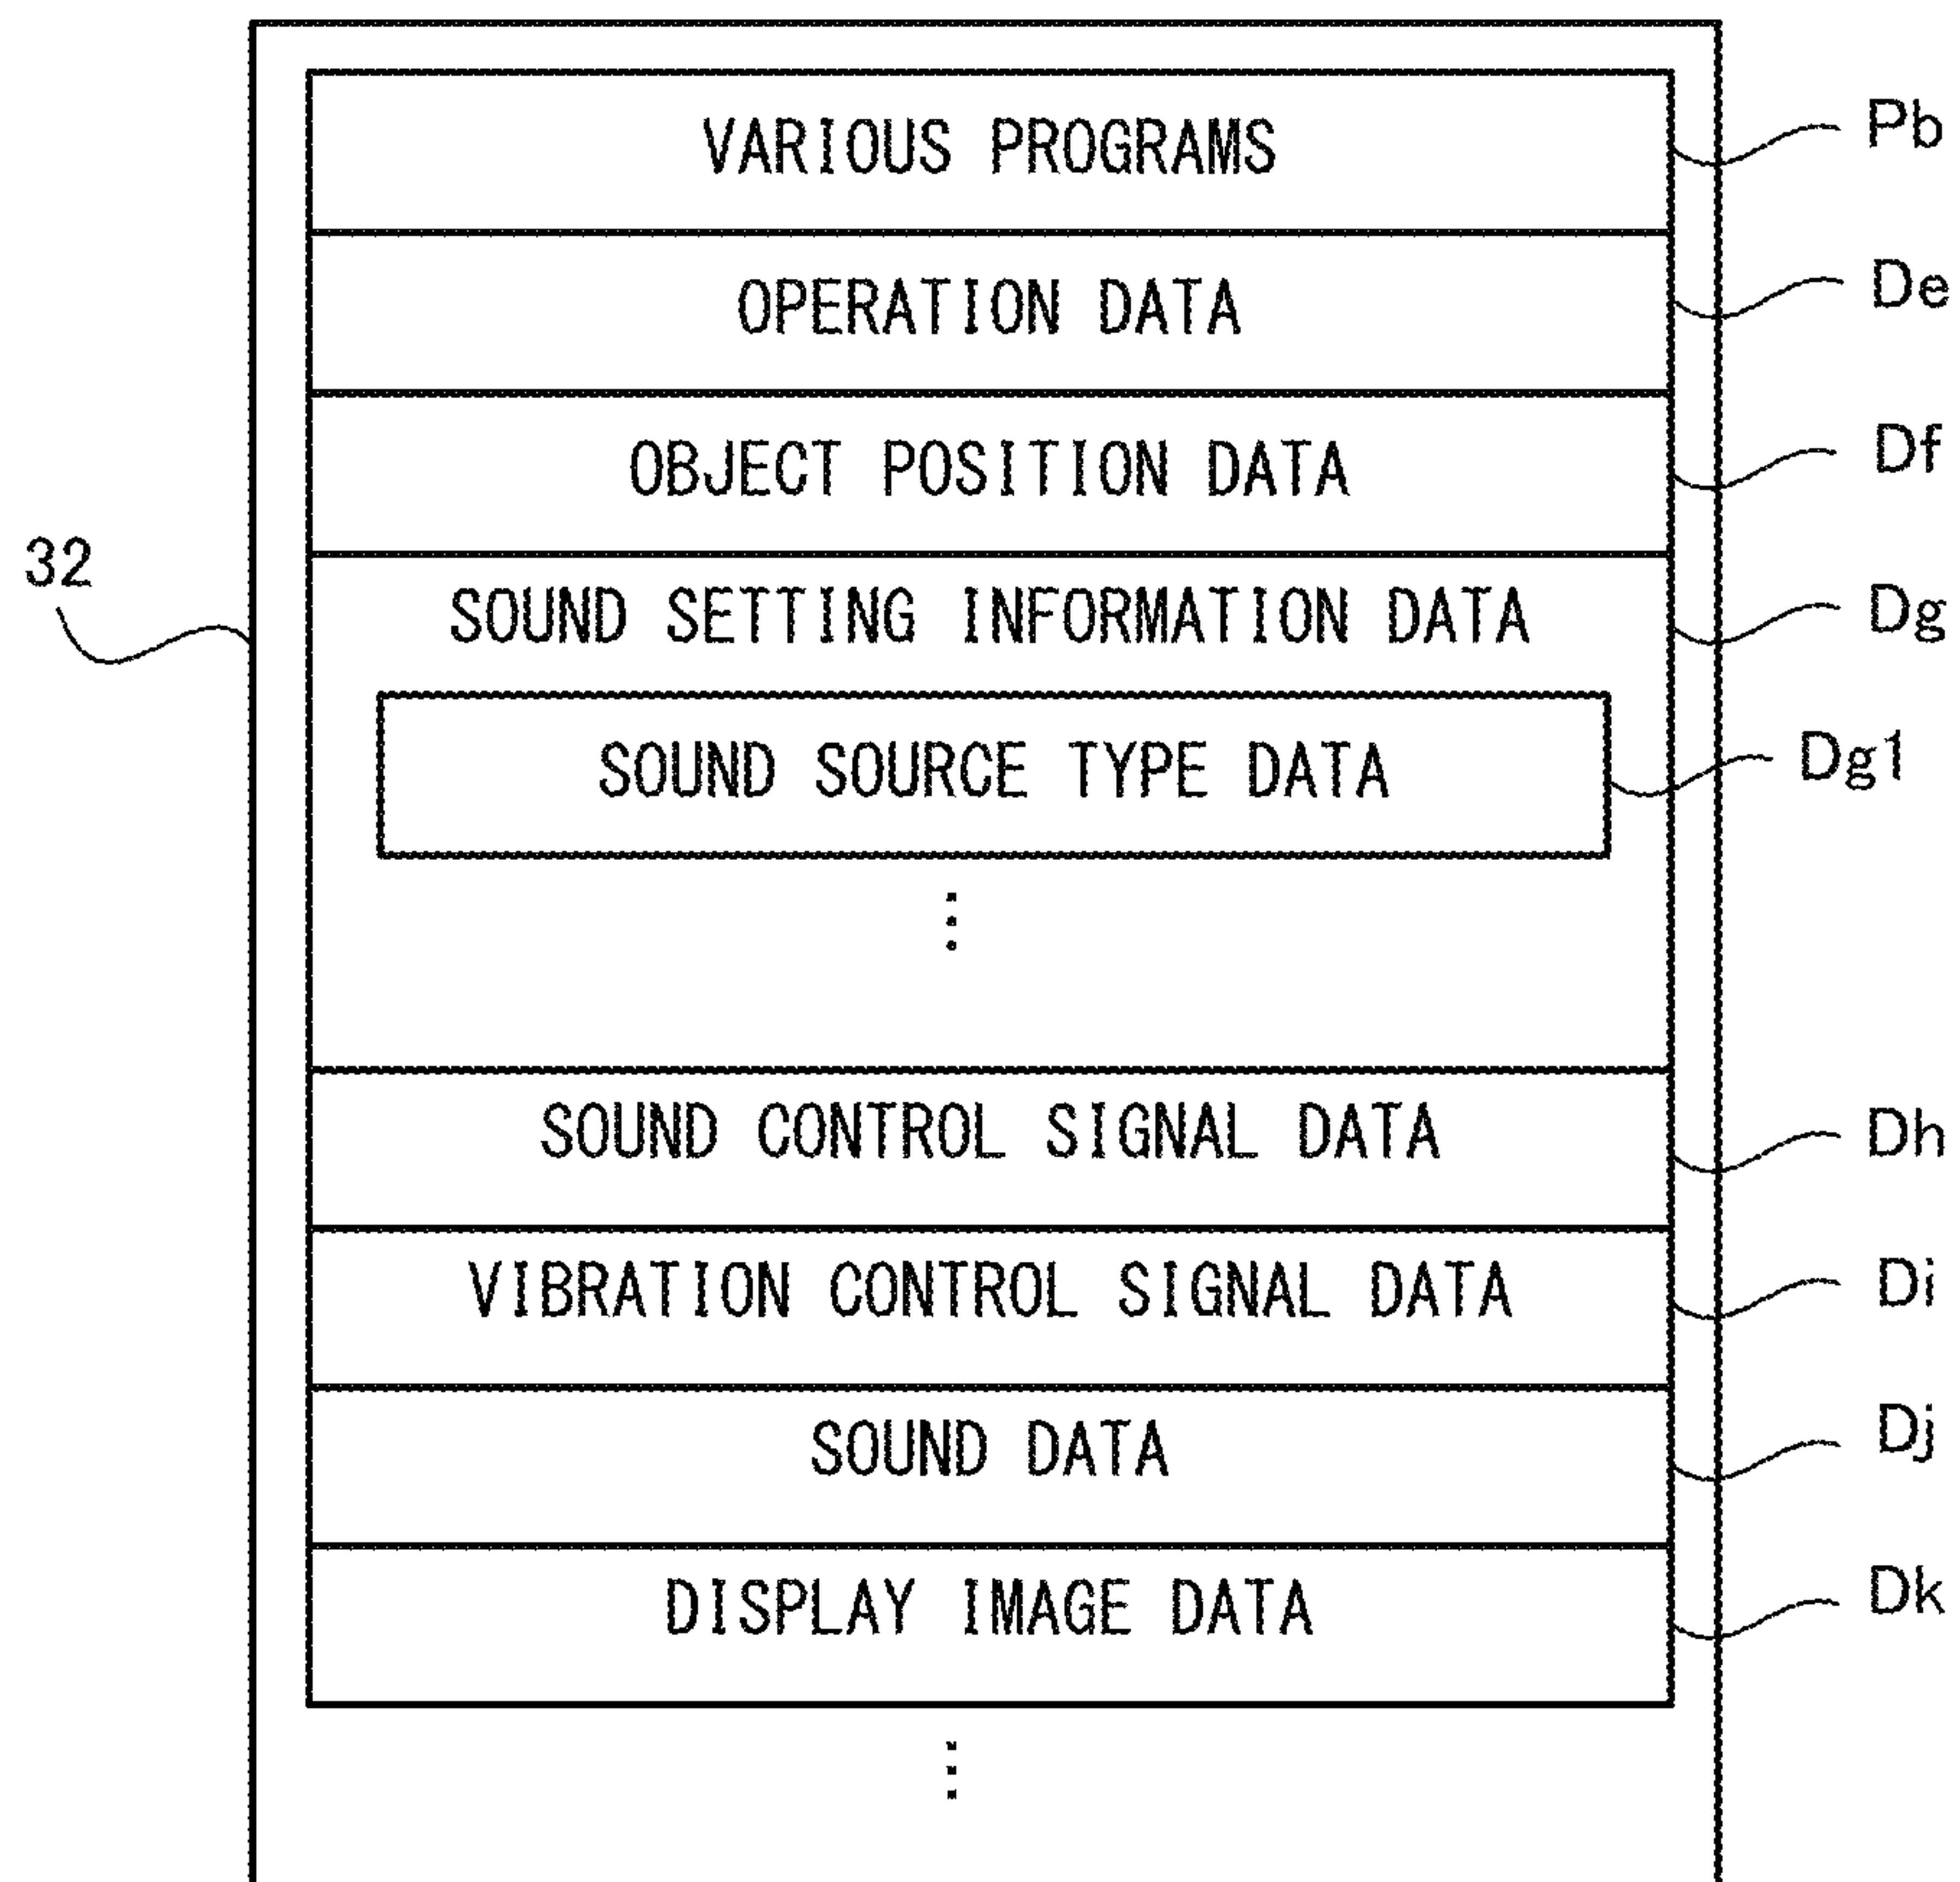 VARIOUS PROGRAMS Pb
OPERATION DATA De
OBJECT POSITION DATA Df
32
SOUND SETTING INFORMATION DATA Dg
SOUND SOURCE TYPE DATA Dg1
⋮
SOUND CONTROL SIGNAL DATA Dh
VIBRATION CONTROL SIGNAL DATA Di
SOUND DATA Dj
DISPLAY IMAGE DATA Dk
⋮